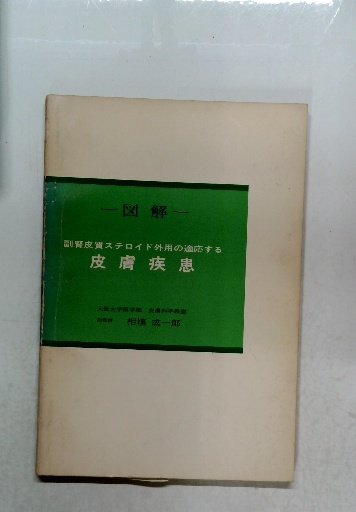 —図解—
副腎皮質ステロイド外用の適応する
皮膚疾患
大阪大学医学部 皮膚科学教室
相模 成一郎